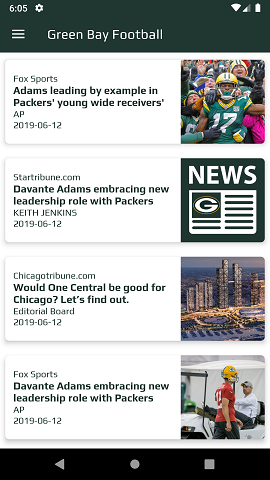 6:05
Green Bay Football
Fox Sports
Adams leading by example in
Packers' young wide receivers'
AP
2019-06-12
17
Startribune.com
Davante Adams embracing new
leadership role with Packers
KEITH JENKINS
2019-06-12
NEWS
G
Chicagotribune.com
Would One Central be good for
Chicago? Let's find out.
Editorial Board
2019-06-12
Fox Sports
Davante Adams embracing new
leadership role with Packers
AP
2019-06-12